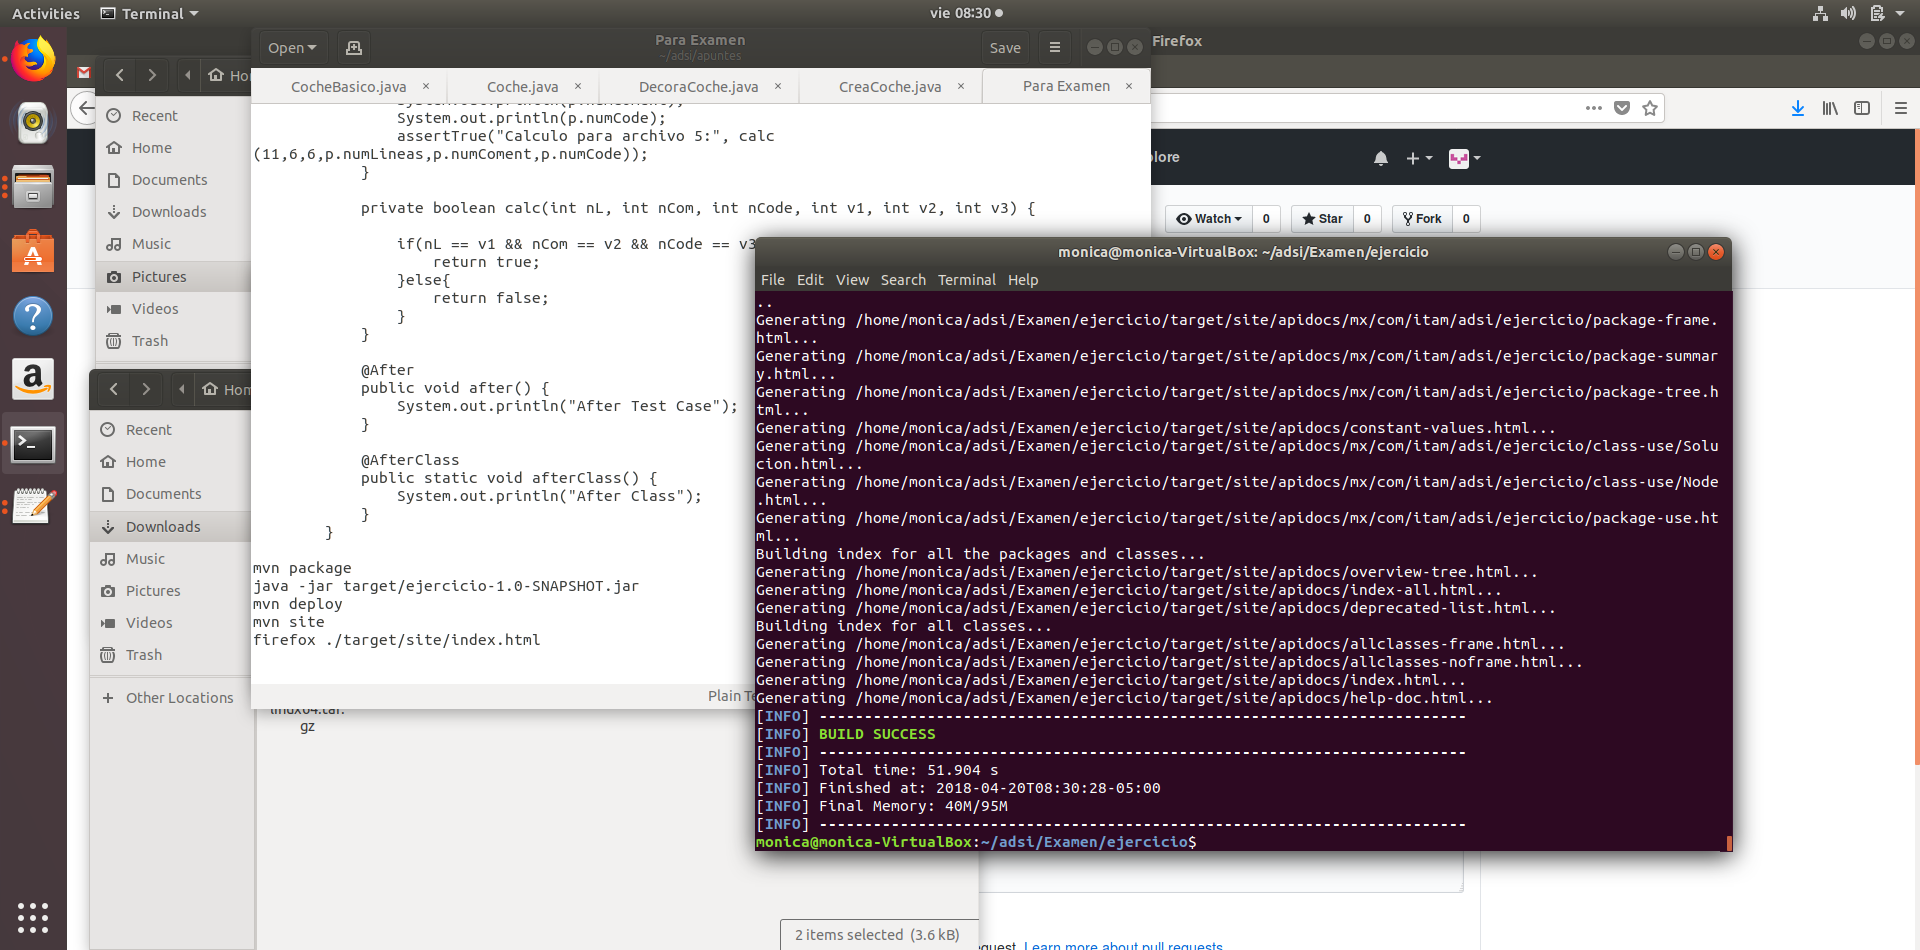 Activities
Terminal
vie 08:30
Firefox
Open
Para Examen
~/adsi/apuntes
Save
CocheBasico.java ×
Coche.java ×
DecoraCoche.java ×
CreaCoche.java ×
Para Examen ×
System.out.println(p.numComent);
System.out.println(p.numCode);
assertTrue("Calculo para archivo 5:", calc
(11,6,6,p.numLineas,p.numComent,p.numCode));
}
private boolean calc(int nL, int nCom, int nCode, int v1, int v2, int v3) {
if(nL == v1 && nCom == v2 && nCode == v3
return true;
}else{
return false;
}
}
@After
public void after() {
System.out.println("After Test Case");
}
@AfterClass
public static void afterClass() {
System.out.println("After Class");
}
}
mvn package
java -jar target/ejercicio-1.0-SNAPSHOT.jar
mvn deploy
mvn site
firefox ./target/site/index.html
Plain Te
Ho
Recent
Home
Documents
Downloads
Music
Pictures
Videos
Trash
Hom
Recent
Home
Documents
Downloads
Music
Pictures
Videos
Trash
+ Other Locations
linux64.tar.
gz
2 items selected (3.6 kB)
plore
Watch 0
Star 0
Fork 0
monica@monica-VirtualBox: ~/adsi/Examen/ejercicio
File Edit View Search Terminal Help
..
Generating /home/monica/adsi/Examen/ejercicio/target/site/apidocs/mx/com/itam/adsi/ejercicio/package-frame.
html...
Generating /home/monica/adsi/Examen/ejercicio/target/site/apidocs/mx/com/itam/adsi/ejercicio/package-summar
y.html...
Generating /home/monica/adsi/Examen/ejercicio/target/site/apidocs/mx/com/itam/adsi/ejercicio/package-tree.h
tml...
Generating /home/monica/adsi/Examen/ejercicio/target/site/apidocs/constant-values.html...
Generating /home/monica/adsi/Examen/ejercicio/target/site/apidocs/mx/com/itam/adsi/ejercicio/class-use/Solu
cion.html...
Generating /home/monica/adsi/Examen/ejercicio/target/site/apidocs/mx/com/itam/adsi/ejercicio/class-use/Node
.html...
Generating /home/monica/adsi/Examen/ejercicio/target/site/apidocs/mx/com/itam/adsi/ejercicio/package-use.ht
ml...
Building index for all the packages and classes...
Generating /home/monica/adsi/Examen/ejercicio/target/site/apidocs/overview-tree.html...
Generating /home/monica/adsi/Examen/ejercicio/target/site/apidocs/index-all.html...
Generating /home/monica/adsi/Examen/ejercicio/target/site/apidocs/deprecated-list.html...
Building index for all classes...
Generating /home/monica/adsi/Examen/ejercicio/target/site/apidocs/allclasses-frame.html...
Generating /home/monica/adsi/Examen/ejercicio/target/site/apidocs/allclasses-noframe.html...
Generating /home/monica/adsi/Examen/ejercicio/target/site/apidocs/index.html...
Generating /home/monica/adsi/Examen/ejercicio/target/site/apidocs/help-doc.html...
[INFO] ------------------------------------------------------------------------
[INFO] BUILD SUCCESS
[INFO] ------------------------------------------------------------------------
[INFO] Total time: 51.904 s
[INFO] Finished at: 2018-04-20T08:30:28-05:00
[INFO] Final Memory: 40M/95M
[INFO] ------------------------------------------------------------------------
monica@monica-VirtualBox:~/adsi/Examen/ejercicio$
quest. Learn more about pull requests